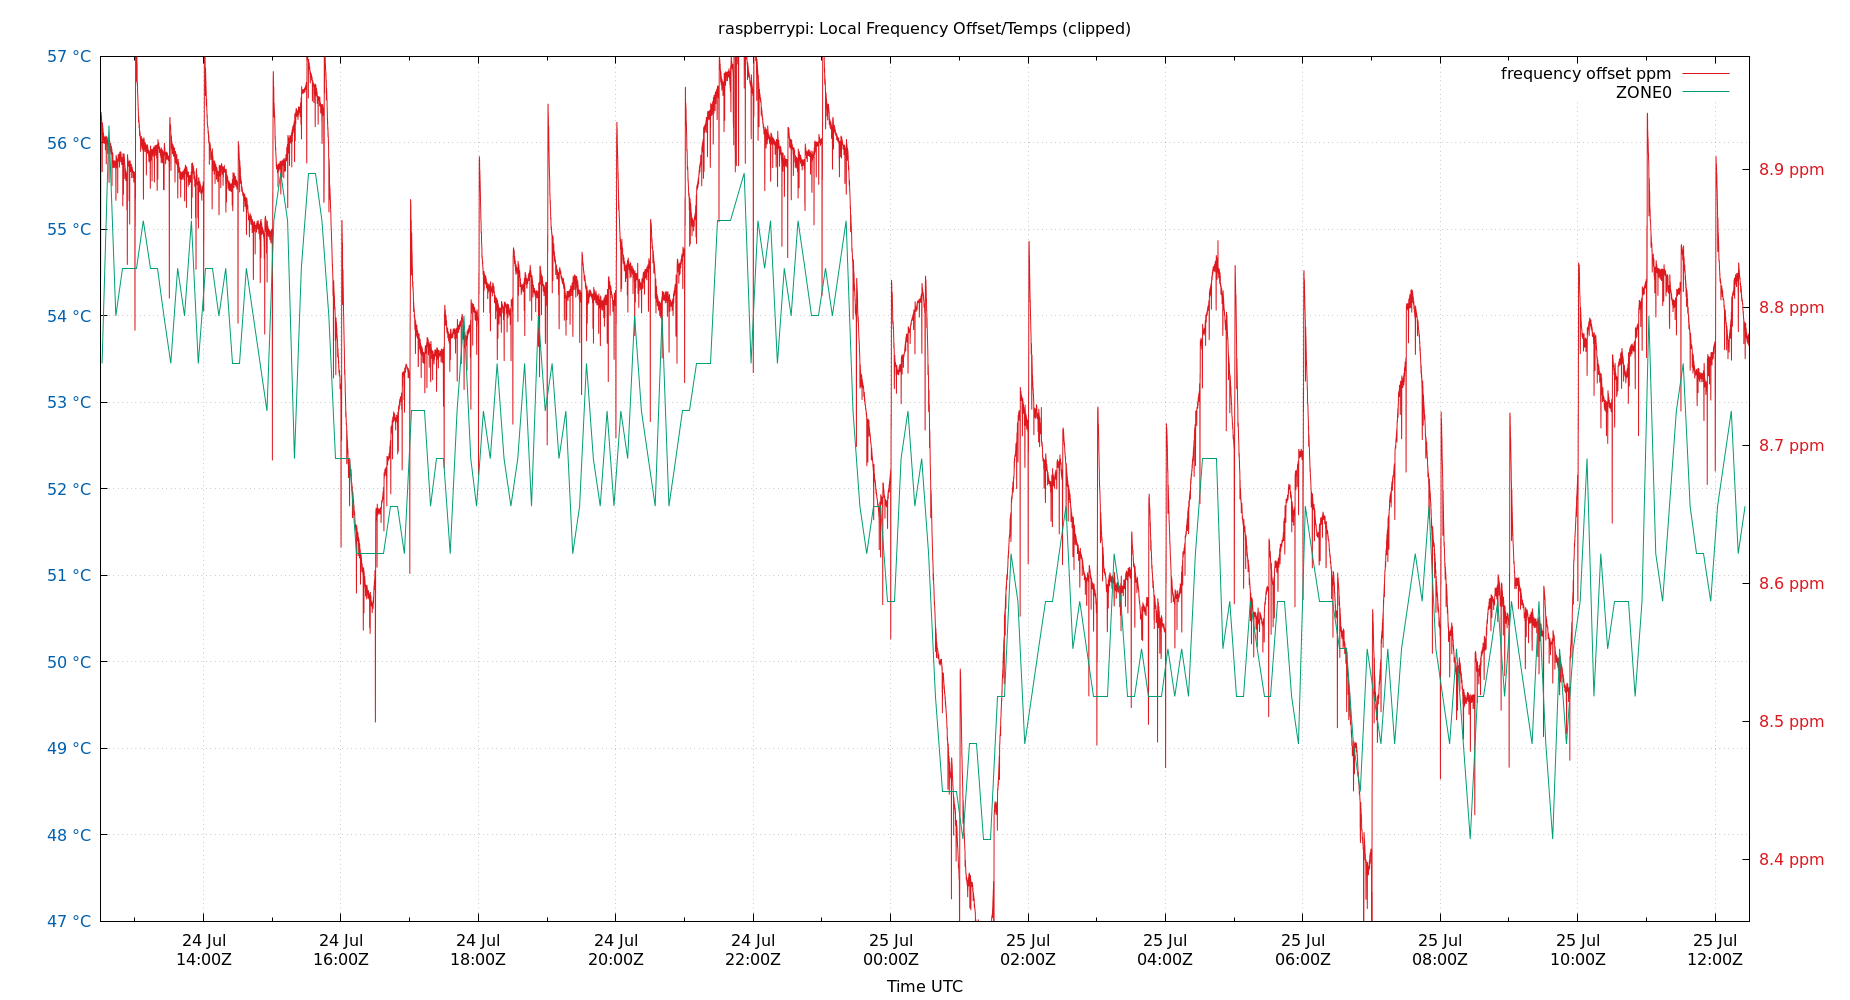 raspberrypi: Local Frequency Offset/Temps (clipped)
frequency offset ppm
ZONE0
57 °C
56 °C
55 °C
54 °C
53 °C
52 °C
51 °C
50 °C
49 °C
48 °C
47 °C
8.9 ppm
8.8 ppm
8.7 ppm
8.6 ppm
8.5 ppm
8.4 ppm
24 Jul
14:00Z
24 Jul
16:00Z
24 Jul
18:00Z
24 Jul
20:00Z
24 Jul
22:00Z
25 Jul
00:00Z
25 Jul
02:00Z
25 Jul
04:00Z
25 Jul
06:00Z
25 Jul
08:00Z
25 Jul
10:00Z
25 Jul
12:00Z
Time UTC